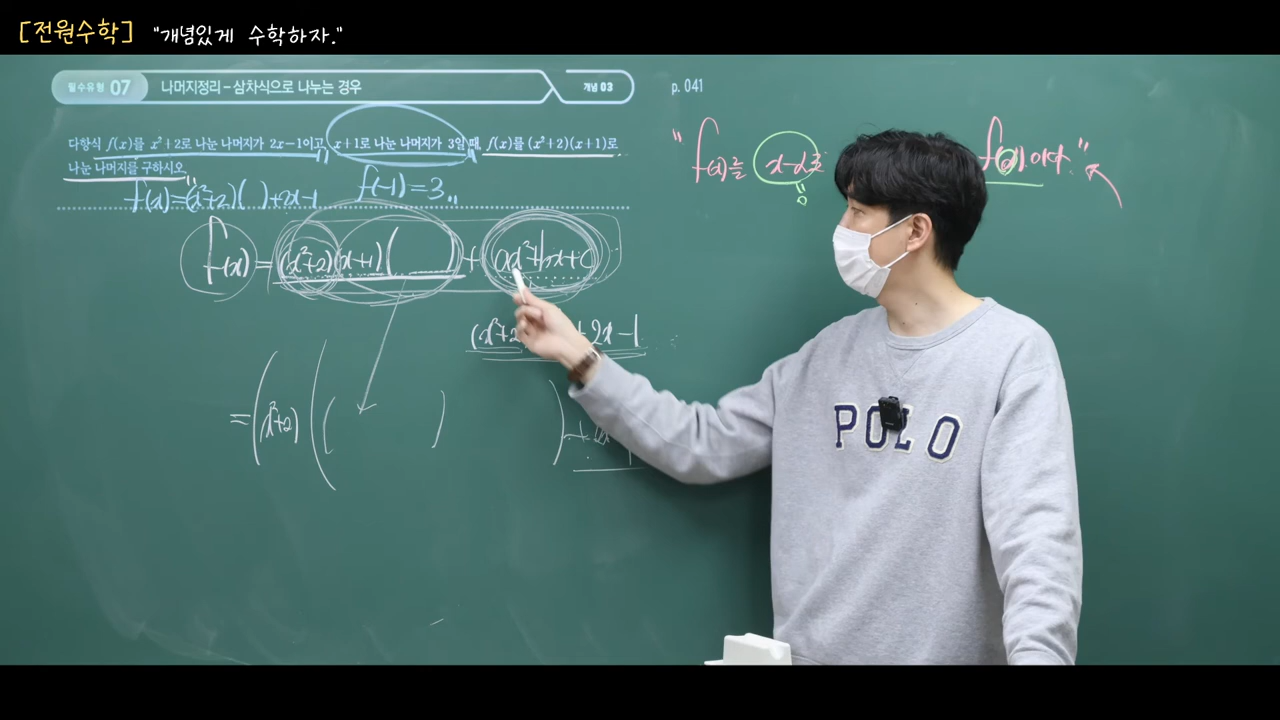 [전원수학] "개념있게 수학하자."
필수유형 07 나머지정리 - 삼차식으로 나누는 경우 개념 03 p. 041
다항식 f(x)를 x²+2로 나눈 나머지가 2x-1이고, x+1로 나눈 나머지가 3일 때, f(x)를 (x²+2)(x+1)로
나눈 나머지를 구하시오.
"f(x)를 x-α로 이다."
f(x)=(x²+2)( )+2x-1 f(-1)=3
f(x)=(x²+2)(x+1)( )+(ax²+bx+c)
+2x-1
=(x²+2)
POLO